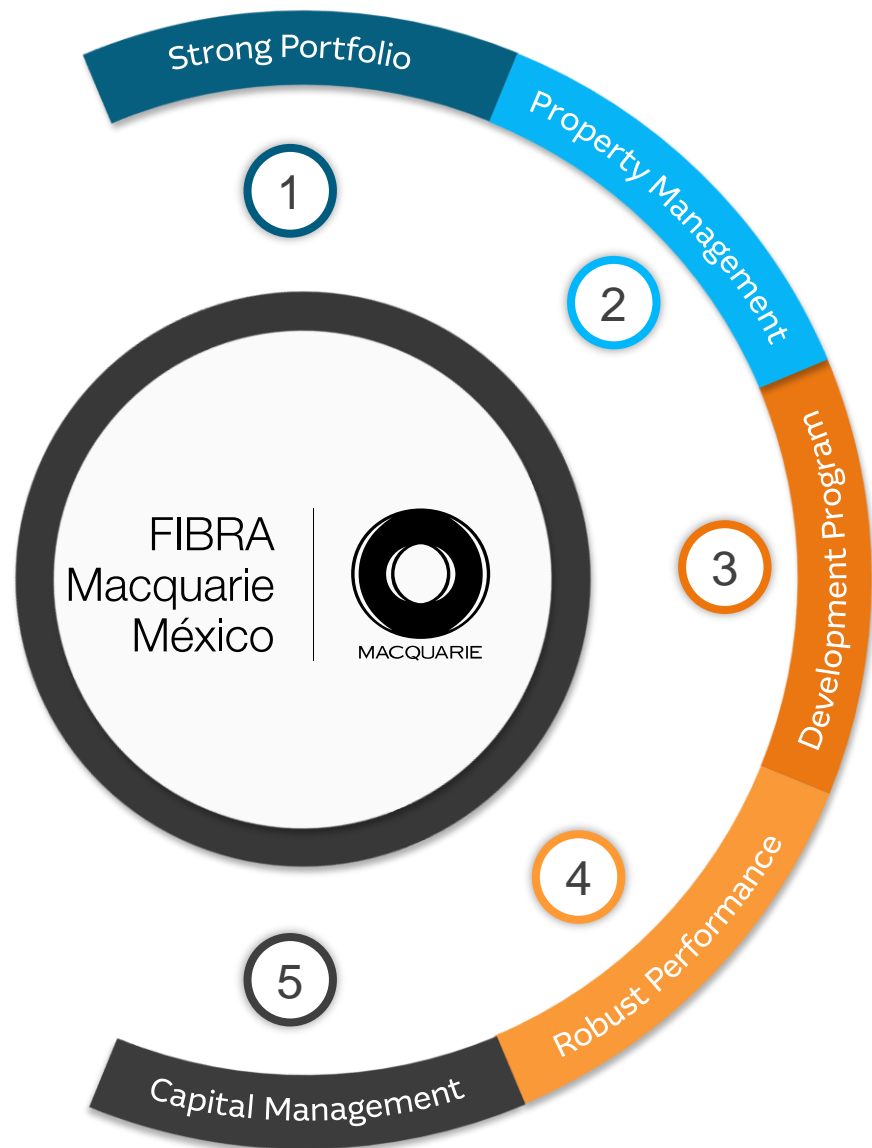 Strong Portfolio
1
Property Management
2
FIBRA
Macquarie
México
MACQUARIE
3
Development Program
4
Robust Performance
5
Capital Management